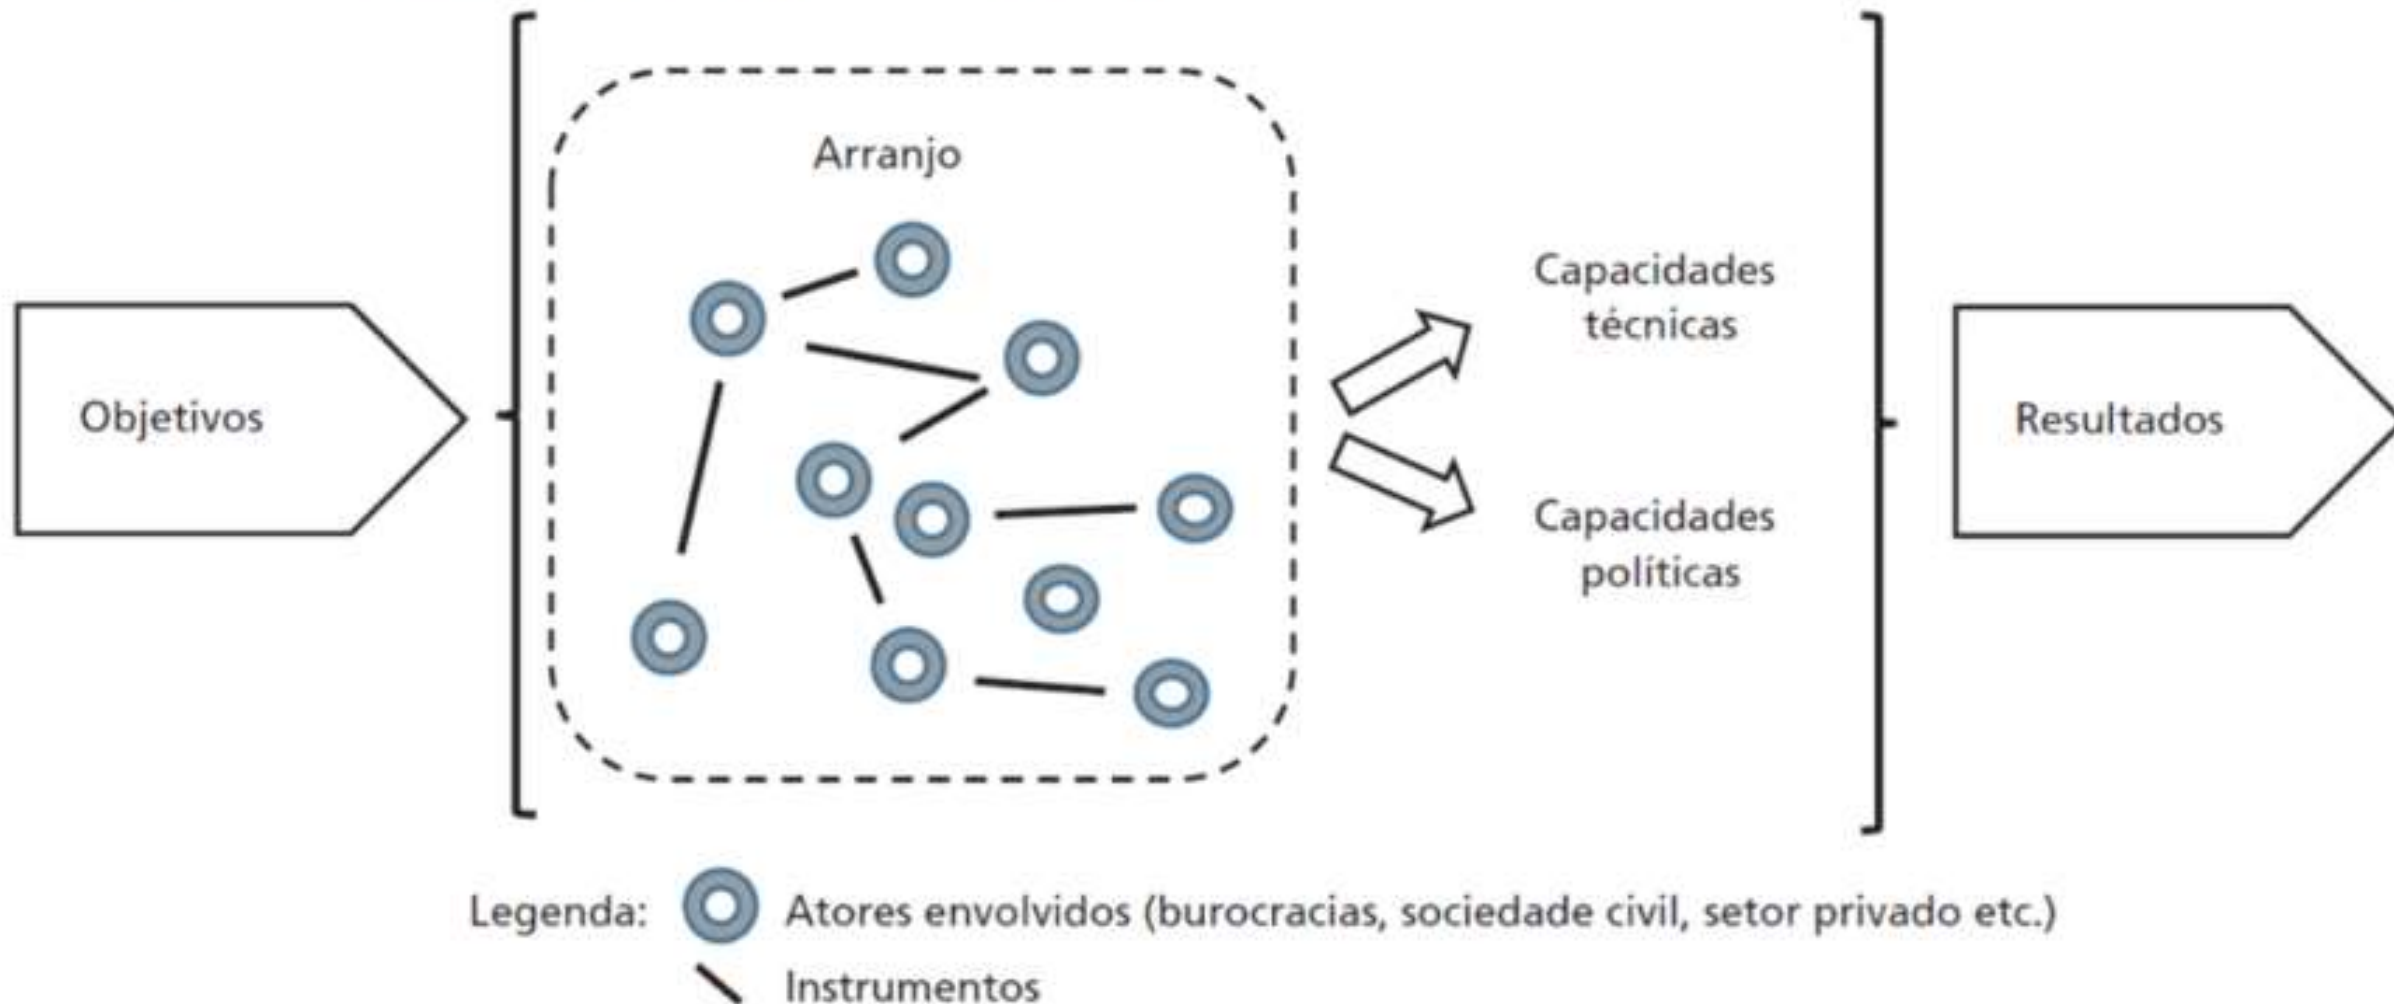 Arranjo
Objetivos
Capacidades
técnicas
Capacidades
políticas
Resultados
Legenda:
Atores envolvidos (burocracias, sociedade civil, setor privado etc.)
Instrumentos